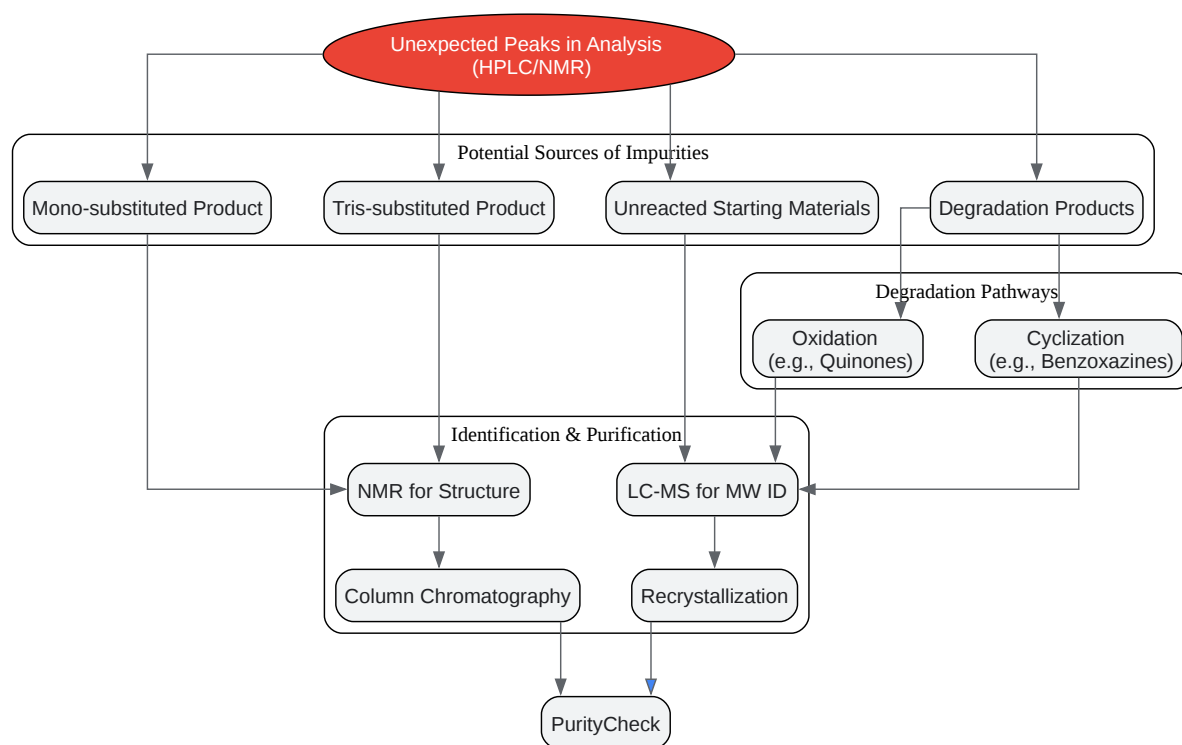 Unexpected Peaks in Analysis
(HPLC/NMR)
Potential Sources of Impurities
Mono-substituted Product
Tris-substituted Product
Unreacted Starting Materials
Degradation Products
Degradation Pathways
Oxidation
(e.g., Quinones)
Cyclization
(e.g., Benzoxazines)
Identification & Purification
NMR for Structure
LC-MS for MW ID
Column Chromatography
Recrystallization
PurityCheck